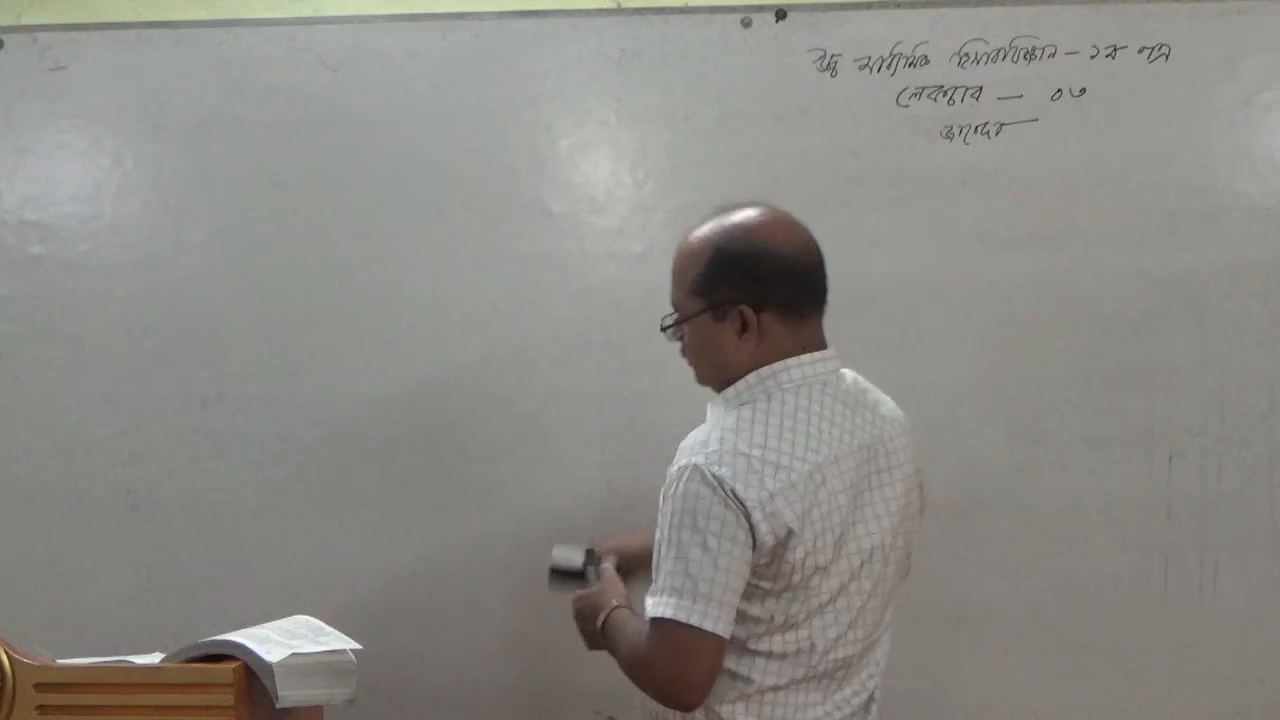 উচ্চ মাধ্যমিক হিসাববিজ্ঞান - ১ম পত্র
লেকচার - ০৩